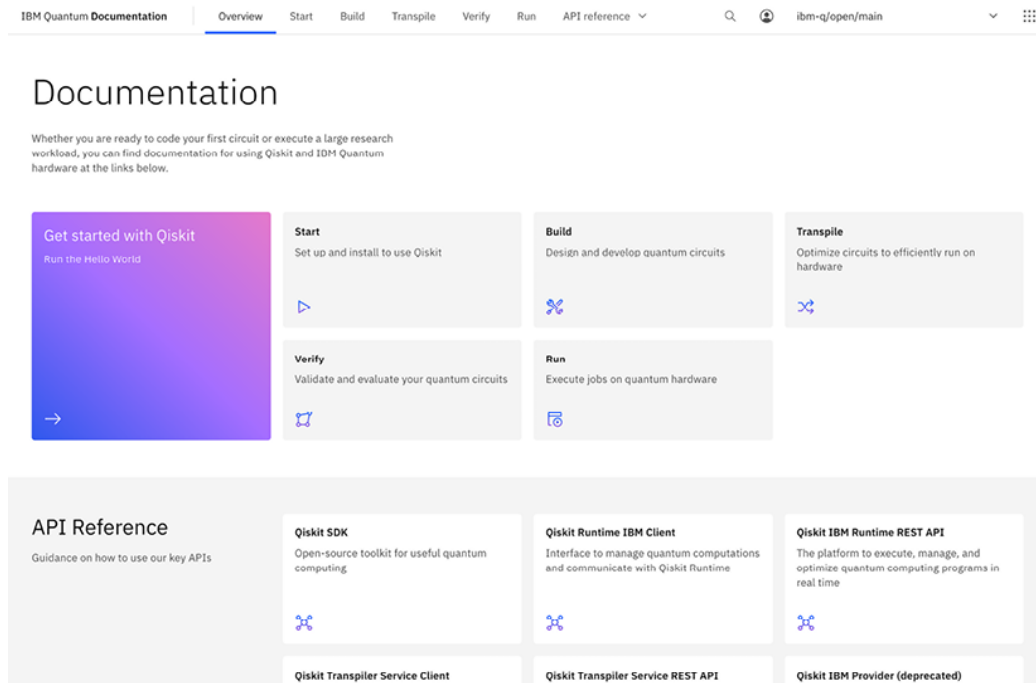 IBM Quantum Documentation
Overview
Start
Build
Transpile
Verify
Run
API reference
ibm-q/open/main
Documentation
Whether you are ready to code your first circuit or execute a large research
workload, you can find documentation for using Qiskit and IBM Quantum
hardware at the links below.
Get started with Qiskit
Run the Hello World
Start
Set up and install to use Qiskit
Build
Design and develop quantum circuits
Transpile
Optimize circuits to efficiently run on
hardware
Verify
Validate and evaluate your quantum circuits
Run
Execute jobs on quantum hardware
API Reference
Guidance on how to use our key APIs
Qiskit SDK
Open-source toolkit for useful quantum
computing
Qiskit Runtime IBM Client
Interface to manage quantum computations
and communicate with Qiskit Runtime
Qiskit IBM Runtime REST API
The platform to execute, manage, and
optimize quantum computing programs in
real time
Qiskit Transpiler Service Client
Qiskit Transpiler Service REST API
Qiskit IBM Provider (deprecated)